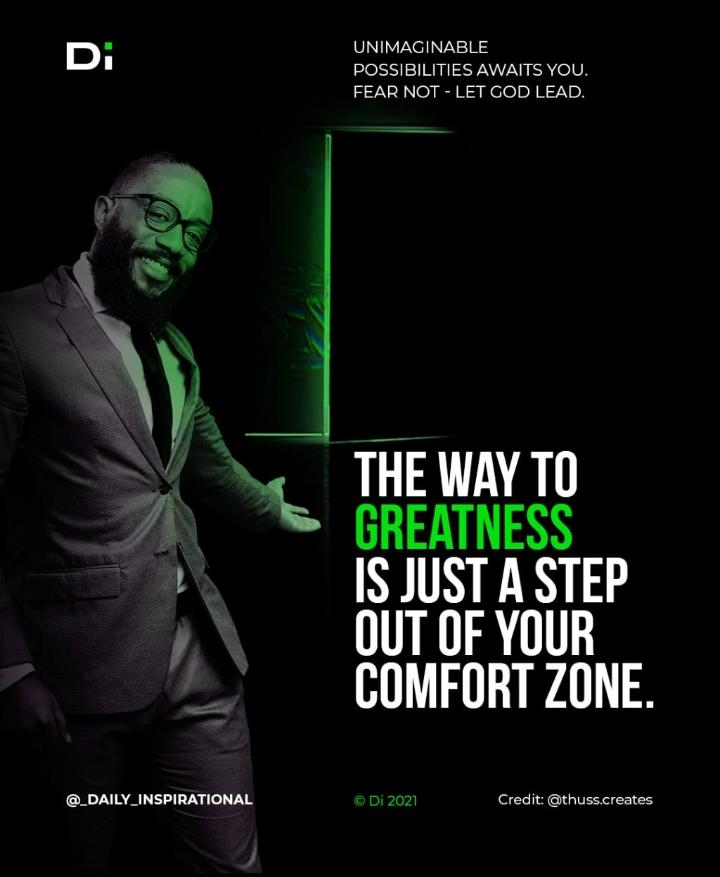 Di
UNIMAGINABLE
POSSIBILITIES AWAITS YOU.
FEAR NOT - LET GOD LEAD.
THE WAY TO
GREATNESS
IS JUST A STEP
OUT OF YOUR
COMFORT ZONE.
@_DAILY_INSPIRATIONAL
© Di 2021
Credit: @thuss.creates